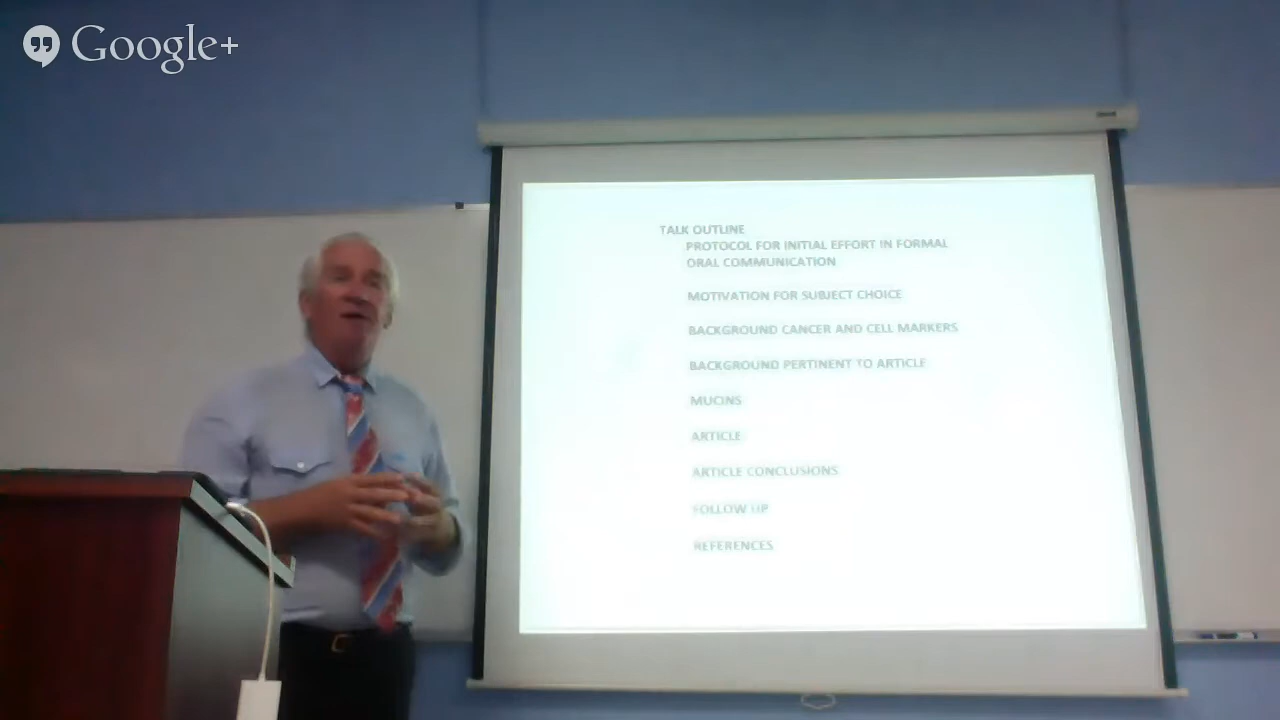 Google+
TALK OUTLINE
PROTOCOL FOR INITIAL EFFORT IN FORMAL
ORAL COMMUNICATION
MOTIVATION FOR SUBJECT CHOICE
BACKGROUND CANCER AND CELL MARKERS
BACKGROUND PERTINENT TO ARTICLE
MUCINS
ARTICLE
ARTICLE CONCLUSIONS
FOLLOW UP
REFERENCES